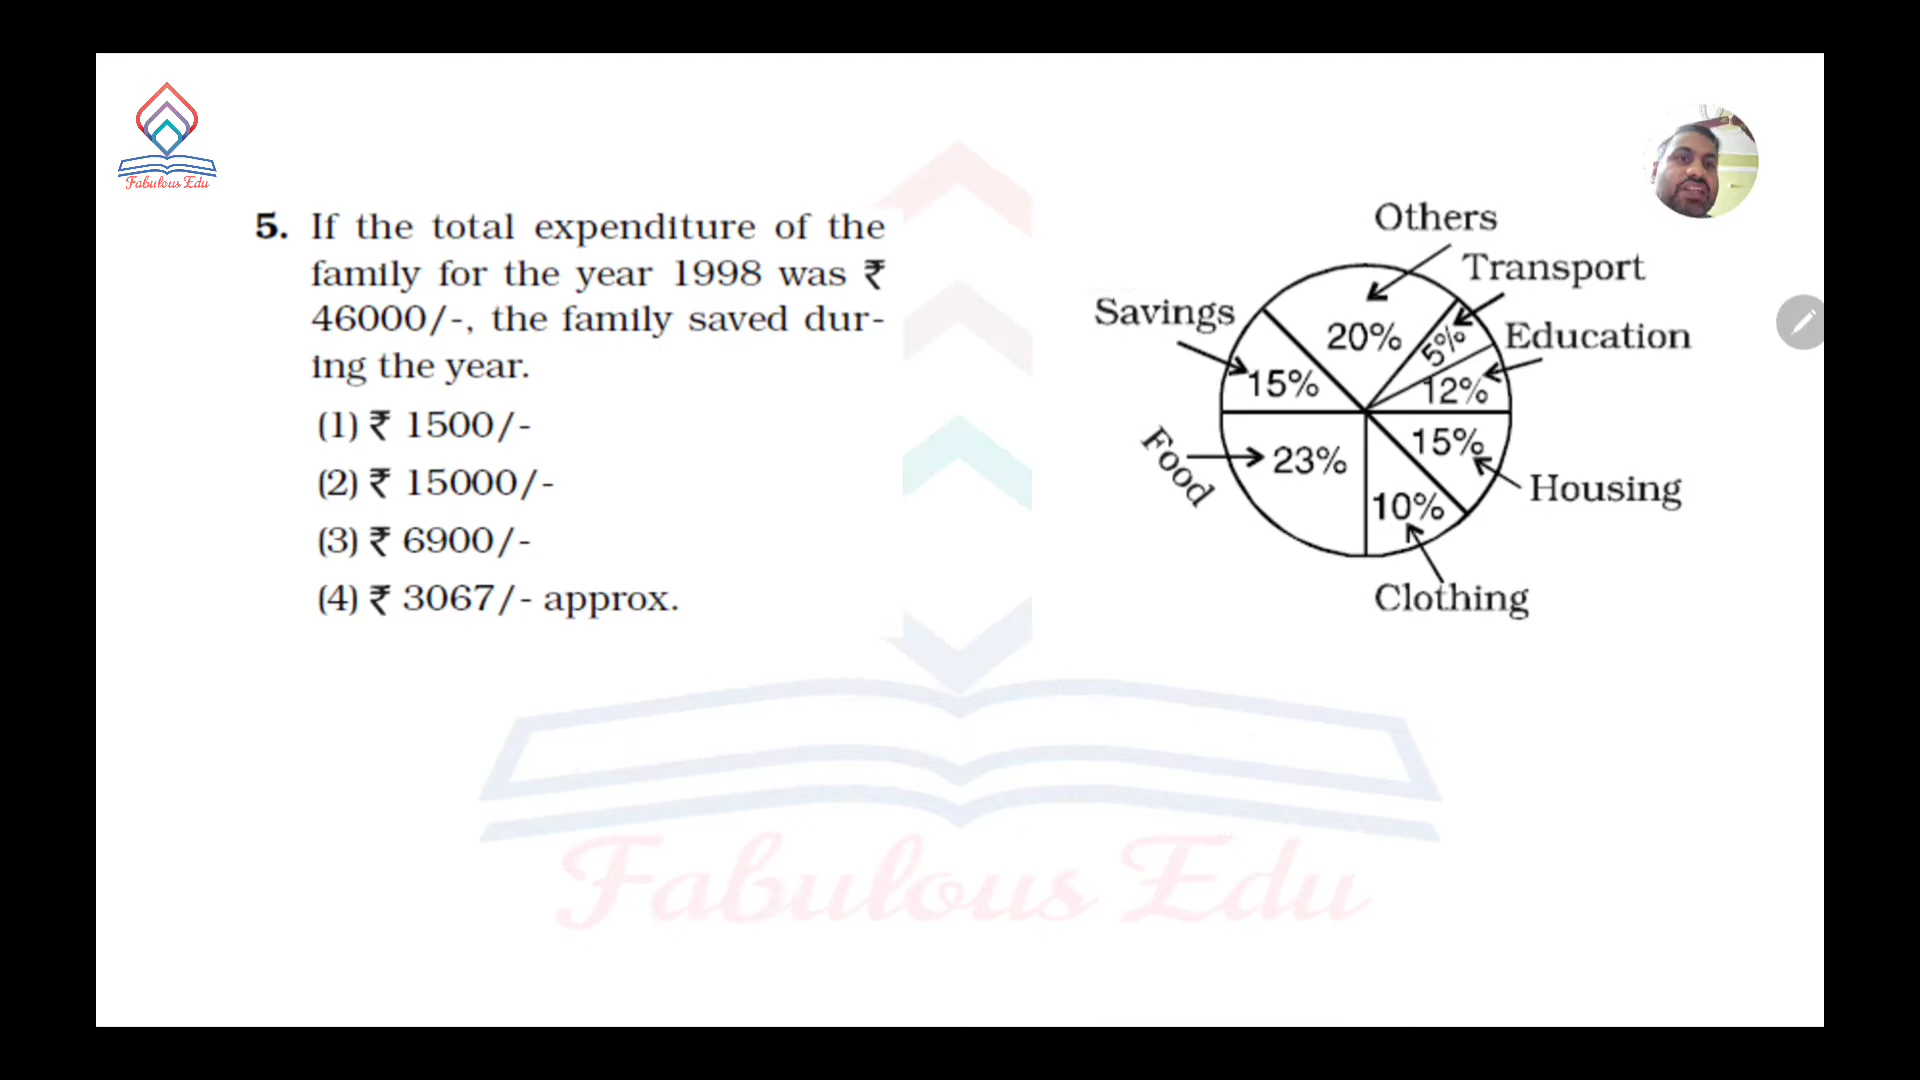 Fabulous Edu
5. If the total expenditure of the
family for the year 1998 was ₹
46000/-, the family saved dur-
ing the year.
(1) ₹ 1500/-
(2) ₹ 15000/-
(3) ₹ 6900/-
(4) ₹ 3067/- approx.
Others
Transport
Savings
Education
20%
5%
15%
12%
Food
23%
15%
Housing
10%
Clothing
Fabulous Edu